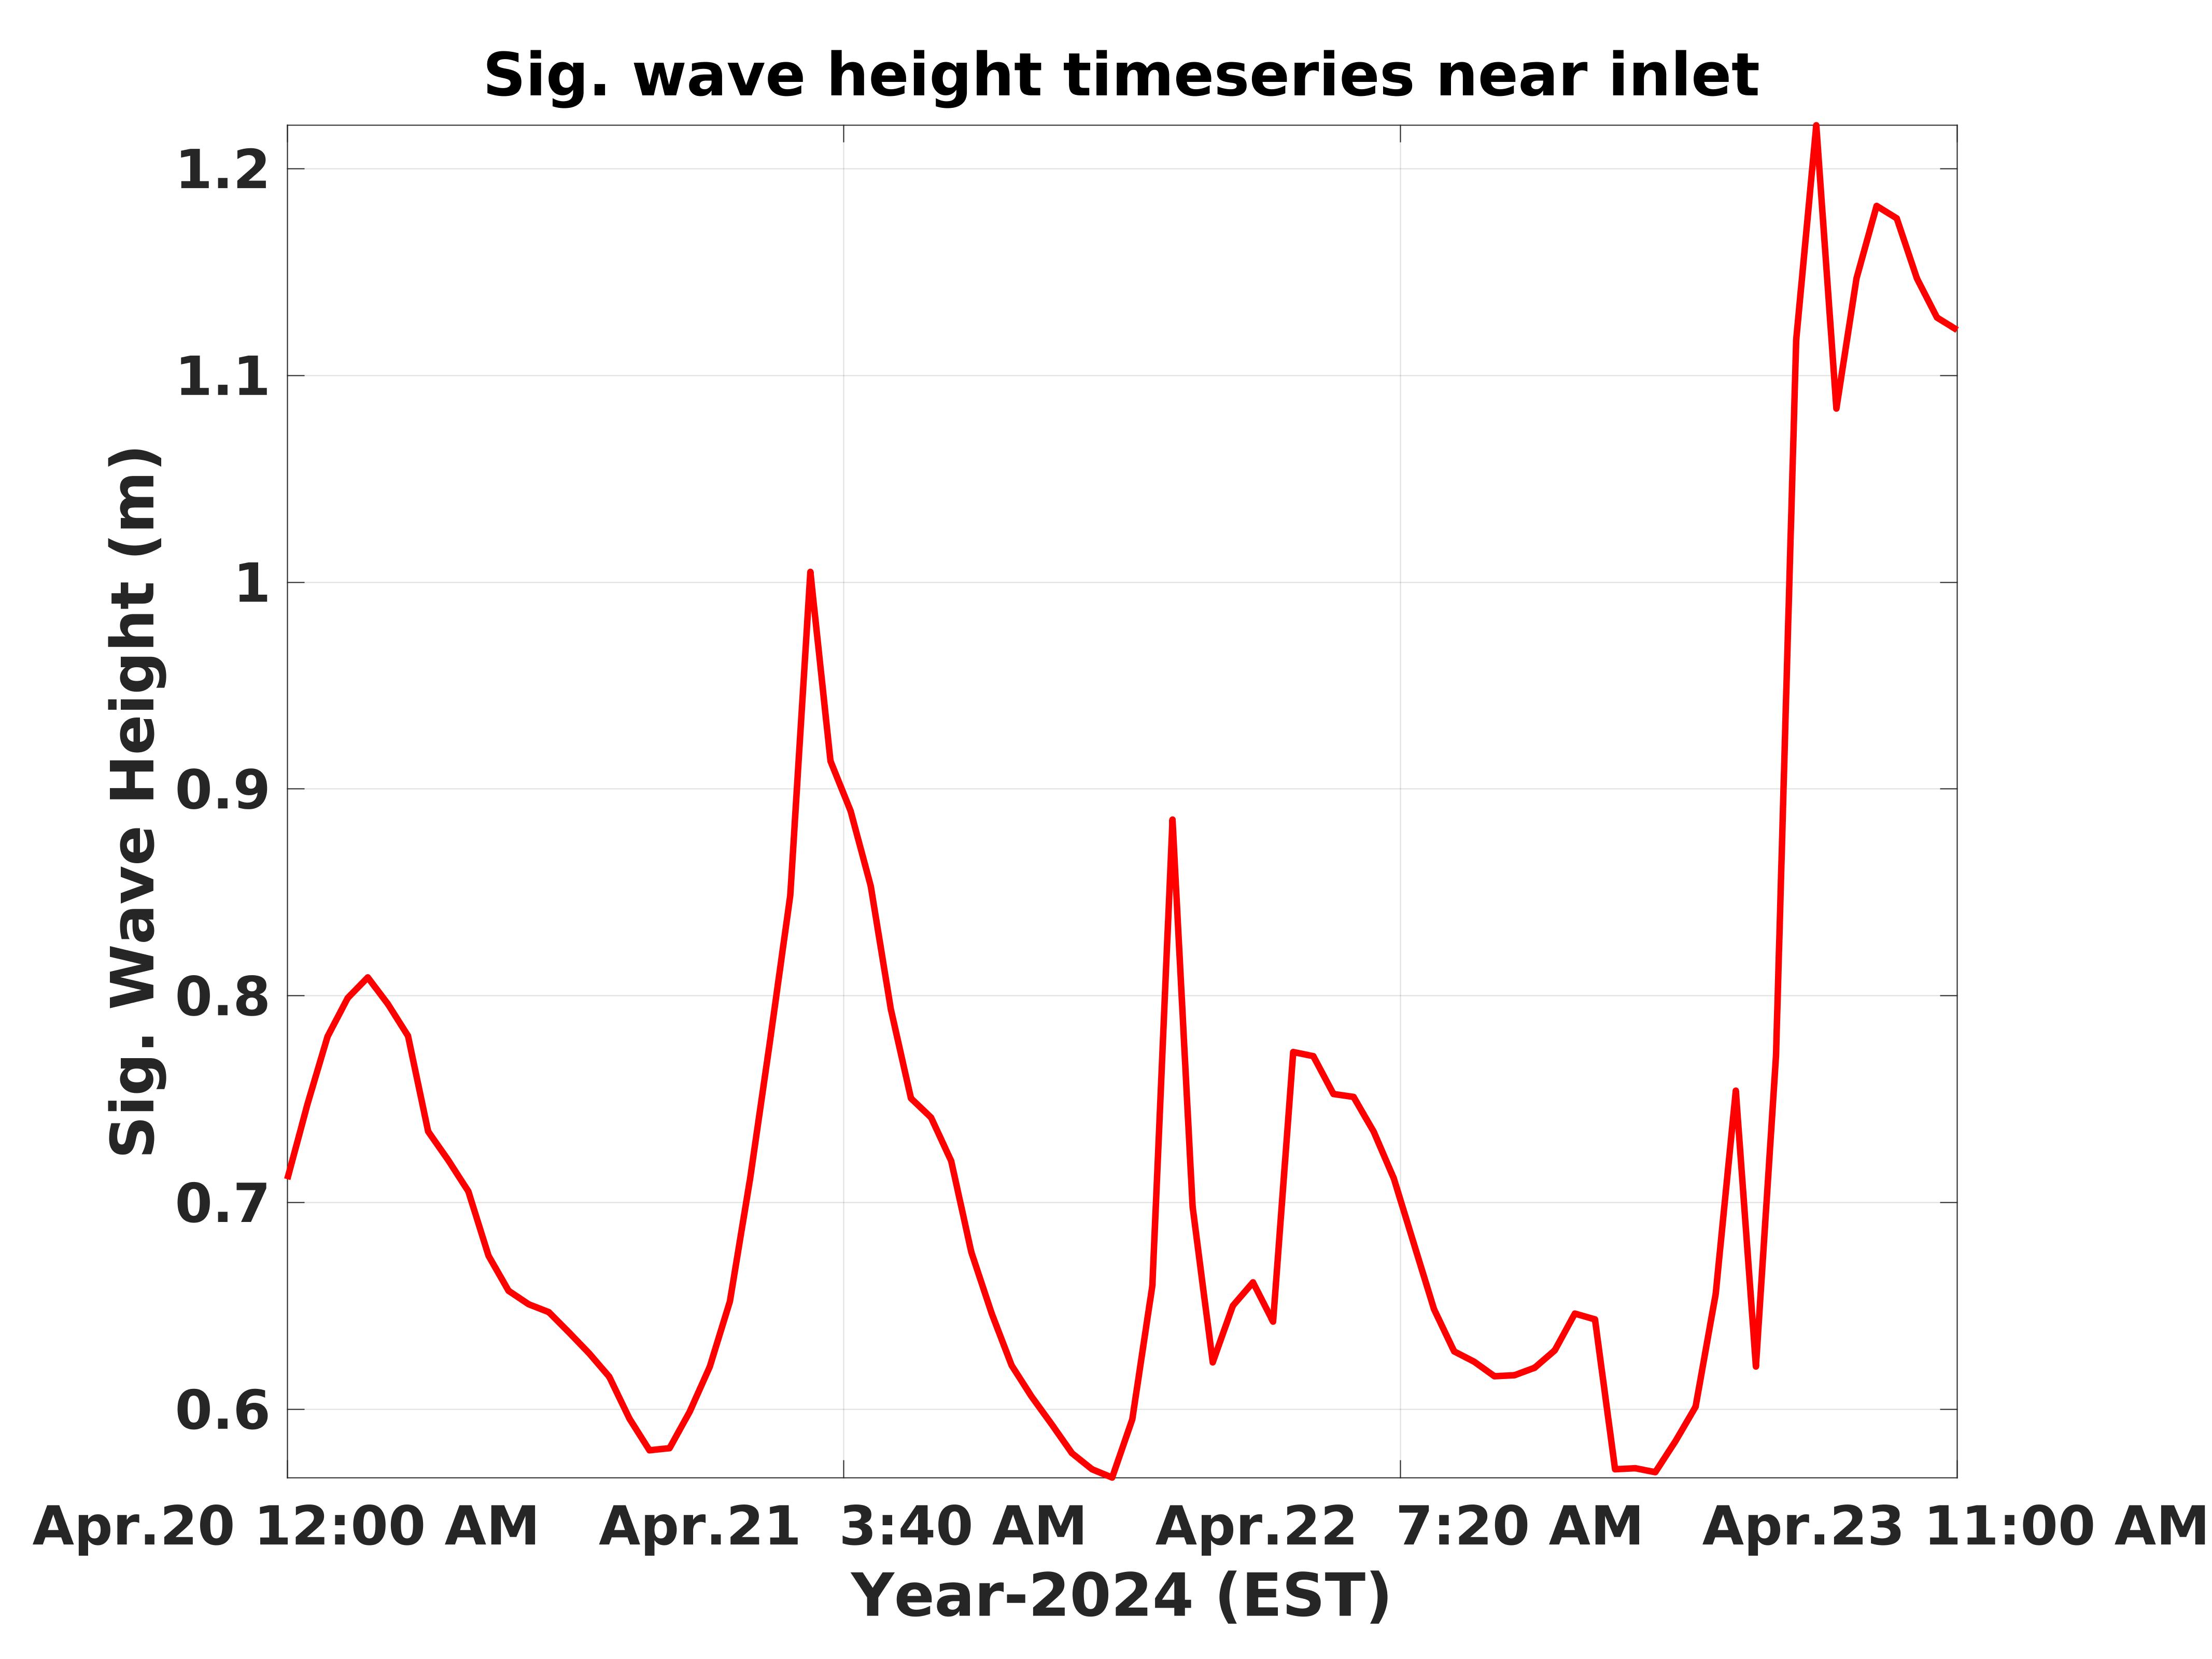 Sig. wave height timeseries near inlet
1.2
1.1
1
0.9
0.8
0.7
0.6
Sig. Wave Height (m)
Apr.20 12:00 AM Apr.21 3:40 AM Apr.22 7:20 AM Apr.23 11:00 AM
Year-2024 (EST)